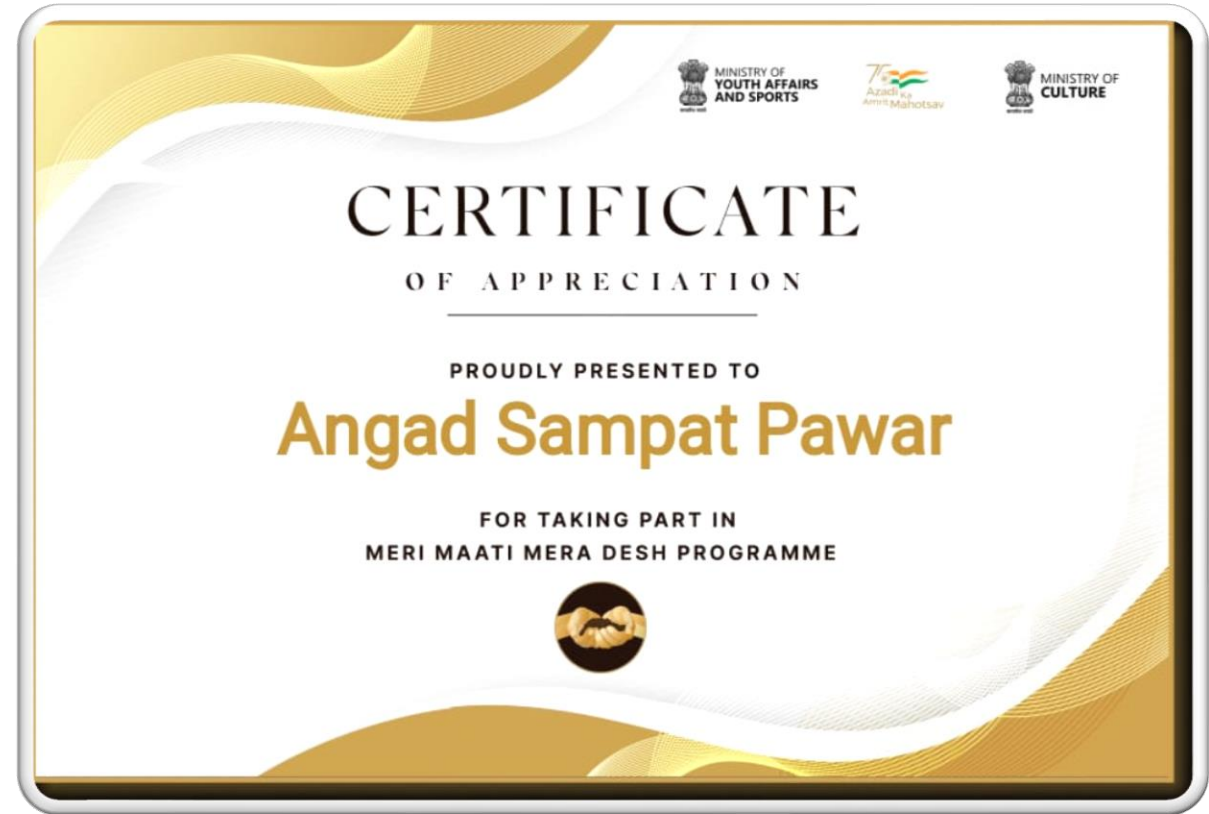 MINISTRY OF
YOUTH AFFAIRS
AND SPORTS
75
Azadi Ka
Amrit Mahotsav
MINISTRY OF
CULTURE
CERTIFICATE
OF APPRECIATION
PROUDLY PRESENTED TO
Angad Sampat Pawar
FOR TAKING PART IN
MERI MAATI MERA DESH PROGRAMME